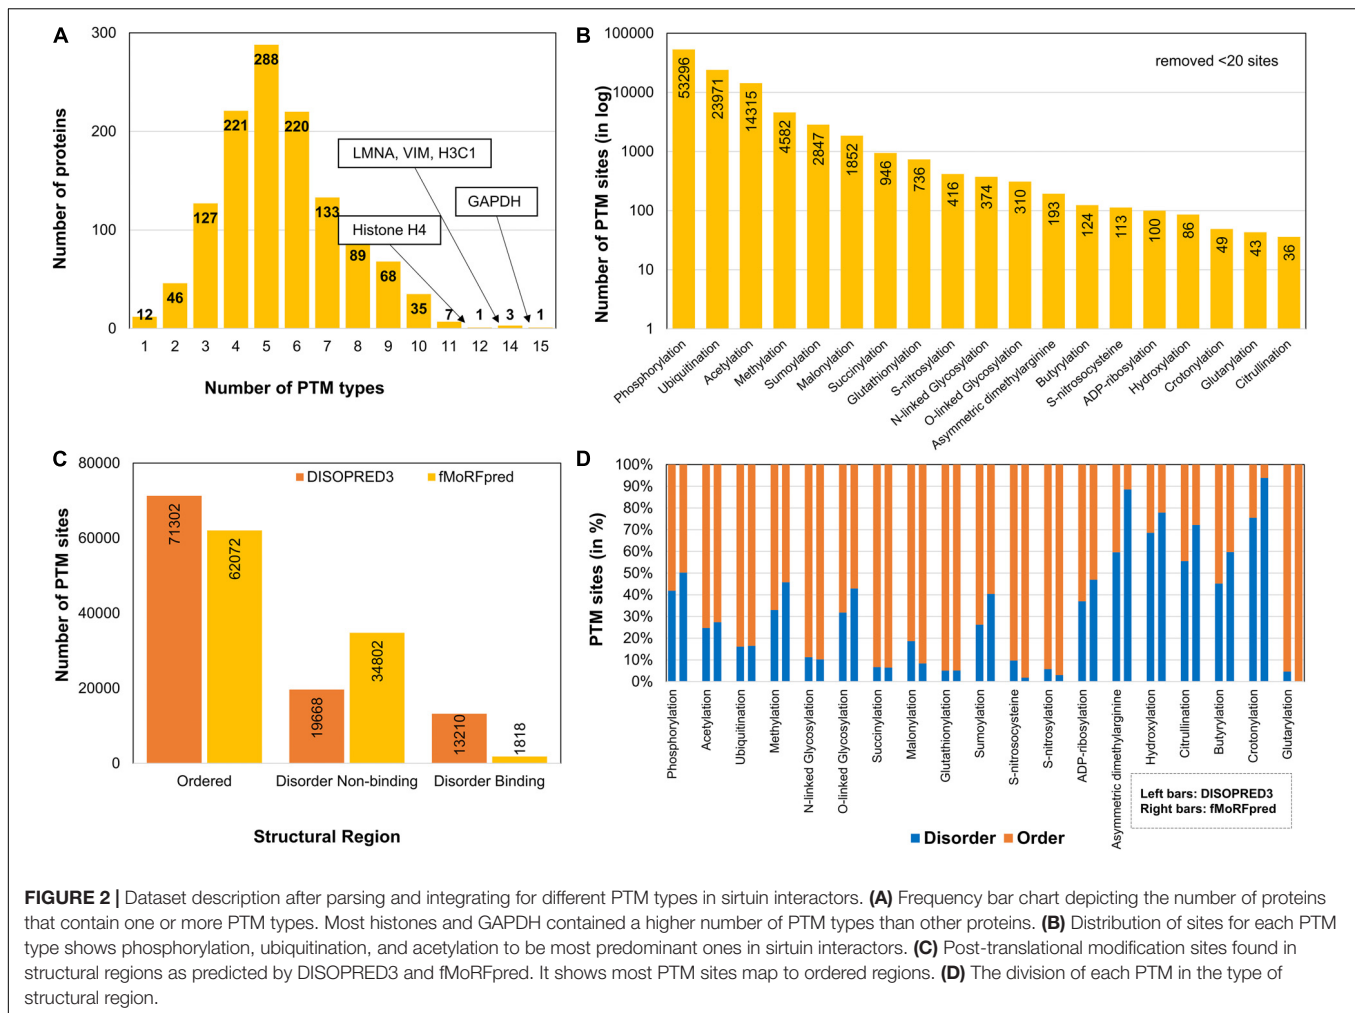 A
300
200
100
0
Number of proteins
12
46
127
221
288
220
133
89
68
35
7
1
3
1
LMNA, VIM, H3C1
GAPDH
Histone H4
1 2 3 4 5 6 7 8 9 10 11 12 14 15
Number of PTM types
B
100000
10000
1000
100
10
1
Number of PTM sites (in log)
removed <20 sites
53296
23971
14315
4582
2847
1852
946
736
416
374
310
193
124
113
100
86
49
43
36
Phosphorylation
Ubiquitination
Acetylation
Methylation
Sumoylation
Malonylation
Succinylation
Glutathionylation
S-nitrosylation
N-linked Glycosylation
O-linked Glycosylation
Asymmetric dimethylarginine
Butyrylation
S-nitrosocysteine
ADP-ribosylation
Hydroxylation
Crotonylation
Glutarylation
Citrullination
C
80000
60000
40000
20000
0
Number of PTM sites
DISOPRED3 fMoRFpred
71302
62072
19668
34802
13210
1818
Ordered Disorder Non-binding Disorder Binding
Structural Region
D
100%
90%
80%
70%
60%
50%
40%
30%
20%
10%
0%
PTM sites (in %)
Phosphorylation
Acetylation
Ubiquitination
Methylation
N-linked Glycosylation
O-linked Glycosylation
Succinylation
Malonylation
Glutathionylation
Sumoylation
S-nitrosocysteine
S-nitrosylation
ADP-ribosylation
Asymmetric dimethylarginine
Hydroxylation
Citrullination
Butyrylation
Crotonylation
Glutarylation
Left bars: DISOPRED3
Right bars: fMoRFpred
Disorder Order
FIGURE 2 | Dataset description after parsing and integrating for different PTM types in sirtuin interactors. (A) Frequency bar chart depicting the number of proteins
that contain one or more PTM types. Most histones and GAPDH contained a higher number of PTM types than other proteins. (B) Distribution of sites for each PTM
type shows phosphorylation, ubiquitination, and acetylation to be most predominant ones in sirtuin interactors. (C) Post-translational modification sites found in
structural regions as predicted by DISOPRED3 and fMoRFpred. It shows most PTM sites map to ordered regions. (D) The division of each PTM in the type of
structural region.